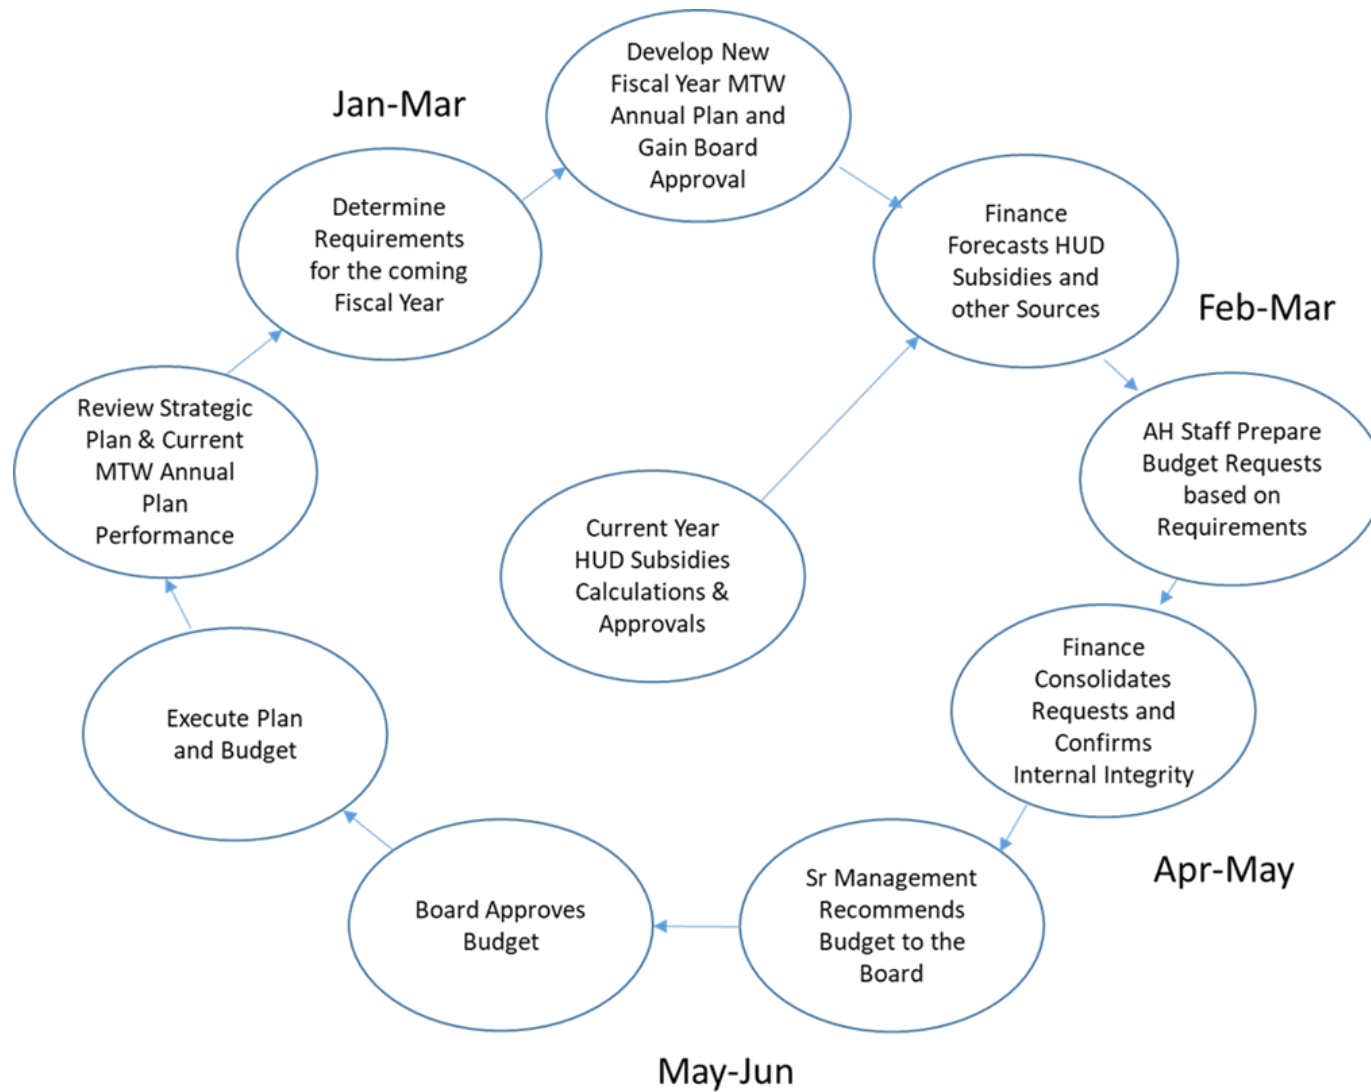 Jan-Mar
Develop New
Fiscal Year MTW
Annual Plan and
Gain Board
Approval
Determine
Requirements
for the coming
Fiscal Year
Finance
Forecasts HUD
Subsidies and
other Sources
Feb-Mar
Review Strategic
Plan & Current
MTW Annual
Plan
Performance
AH Staff Prepare
Budget Requests
based on
Requirements
Current Year
HUD Subsidies
Calculations &
Approvals
Finance
Consolidates
Requests and
Confirms
Internal Integrity
Execute Plan
and Budget
Apr-May
Sr Management
Recommends
Budget to the
Board
Board Approves
Budget
May-Jun